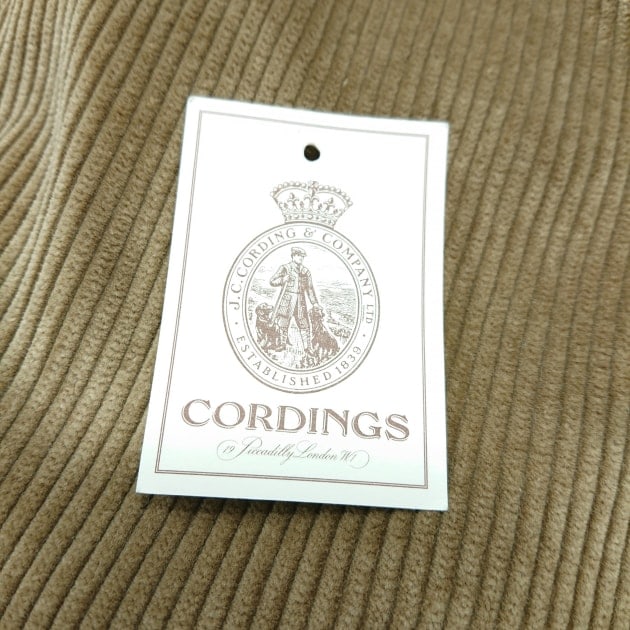 · J. C. CORDING & COMPANY LTD ·
ESTABLISHED 1839
CORDINGS
19 Piccadilly London W1